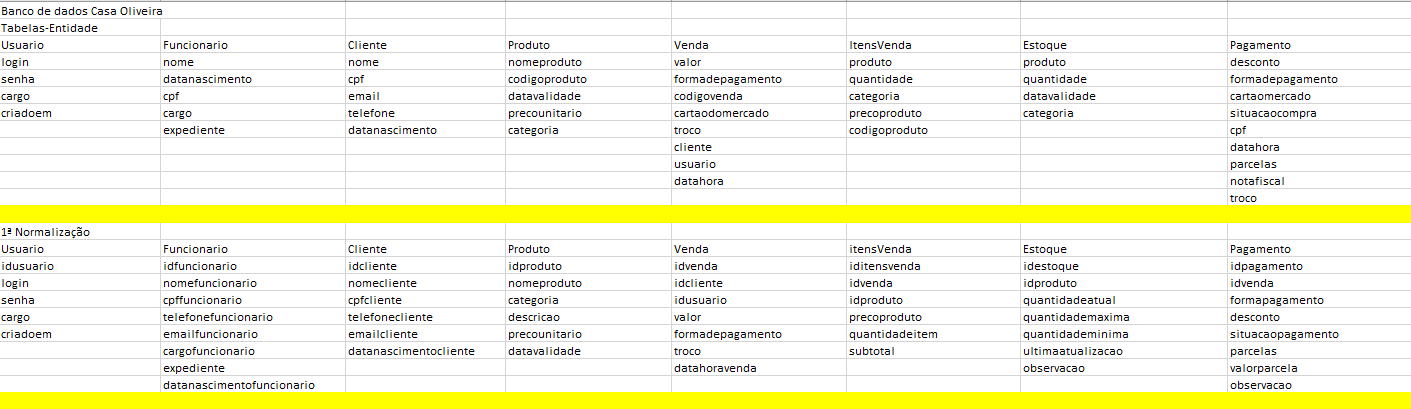 Banco de dados Casa Oliveira
Tabelas-Entidade
Usuario Funcionario Cliente Produto Venda ItensVenda Estoque Pagamento
login nome nome nomeproduto valor produto produto desconto
senha datanascimento cpf codigoproduto formadepagamento quantidade quantidade formadepagamento
cargo cpf email datavalidade codigovenda categoria datavalidade cartaomercado
criadoem cargo telefone precounitario cartaodomercado precoproduto categoria situacaocompra
expediente datanascimento categoria troco codigoproduto cpf
cliente datahora
usuario parcelas
datahora notafiscal
troco
1ª Normalização
Usuario Funcionario Cliente Produto Venda itensVenda Estoque Pagamento
idusuario idfuncionario idcliente idproduto idvenda iditensvenda idestoque idpagamento
login nomefuncionario nomecliente nomeproduto idcliente idvenda idproduto idvenda
senha cpffuncionario cpfcliente categoria idusuario idproduto quantidadeatual formapagamento
cargo telefonefuncionario telefonecliente descricao valor precoproduto quantidademaxima desconto
criadoem emailfuncionario emailcliente precounitario formadepagamento quantidadeitem quantidademinima situacaopagamento
cargofuncionario datanascimentocliente datavalidade troco subtotal ultimaatualizacao parcelas
expediente datahoravenda observacao valorparcela
datanascimentofuncionario observacao